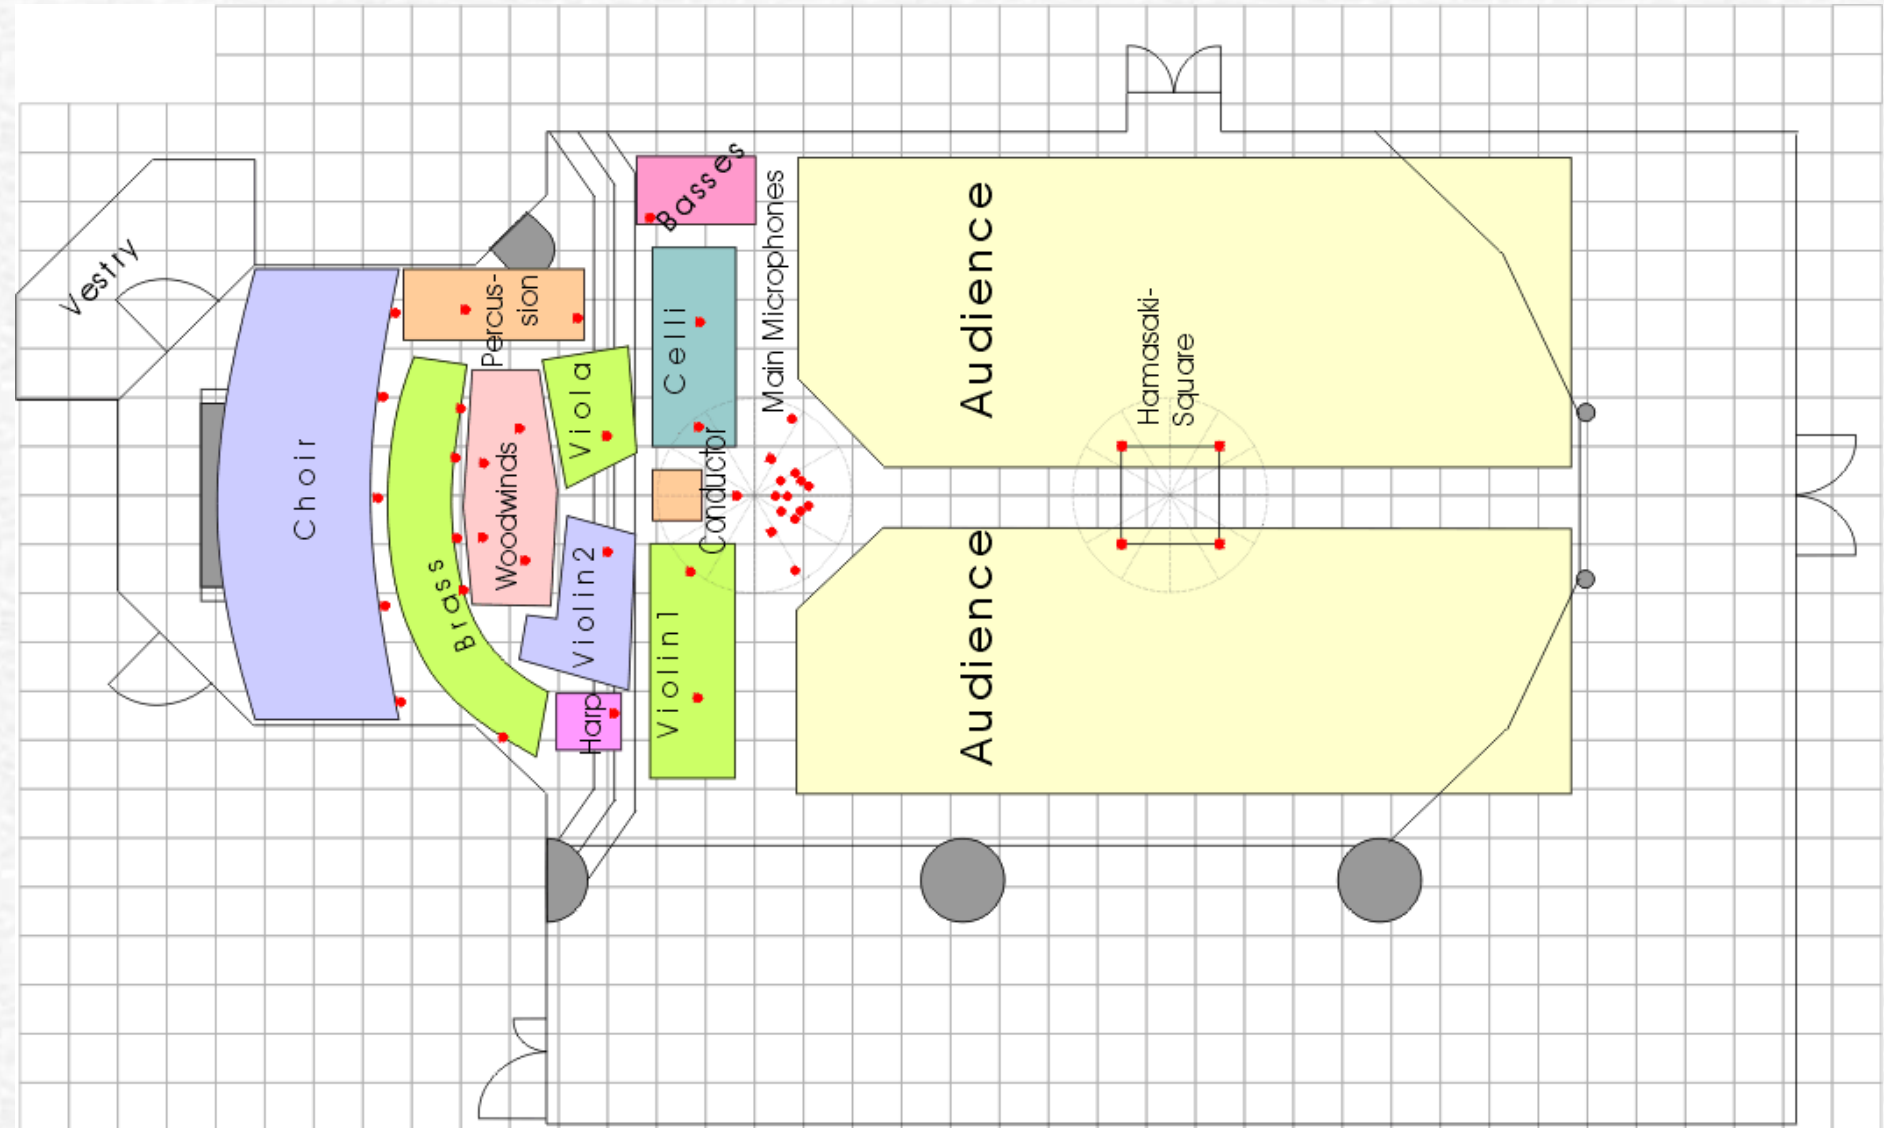 Vestry
Choir
Percus-
sion
Brass
Woodwinds
Viola
Violin2
Harp
Basses
Celli
Conductor
Violin1
Main Microphones
Audience
Audience
Hamasaki-
Square